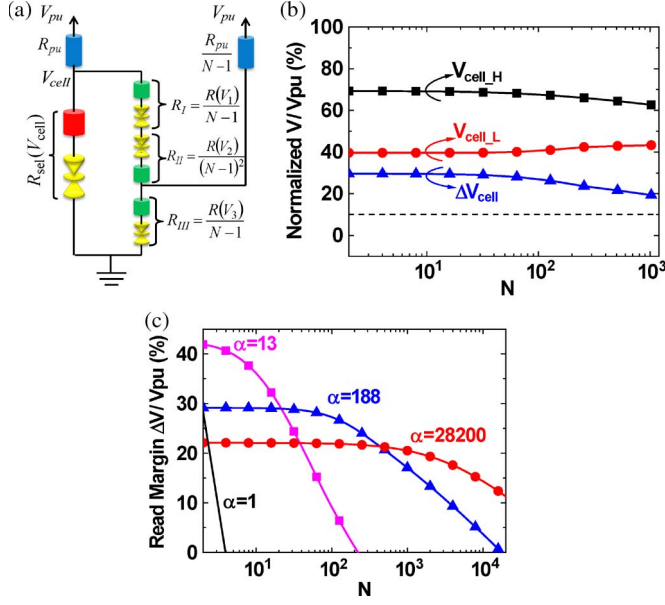 (a)
V_pu
V_pu
R_pu
R_pu
N−1
V_cell
R_sel(V_cell)
R_I = R(V_1)
N−1
R_II = R(V_2)
(N−1)^2
R_III = R(V_3)
N−1
(b)
100
80
60
40
20
0
Normalized V/ Vpu (%)
V_cell_H
V_cell_L
ΔV_cell
10^1
10^2
10^3
N
(c)
40
30
20
10
0
Read Margin ΔV/ Vpu (%)
α=13
α=188
α=28200
α=1
10^1
10^2
10^3
10^4
N